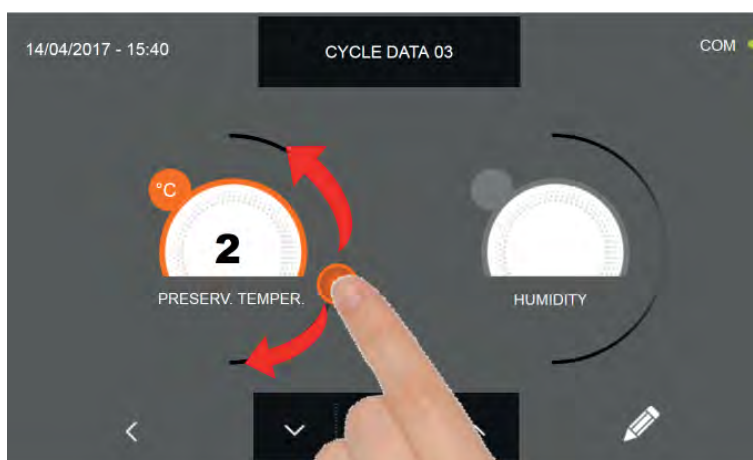 14/04/2017 - 15:40
CYCLE DATA 03
COM
°C
2
PRESERV. TEMPER.
HUMIDITY